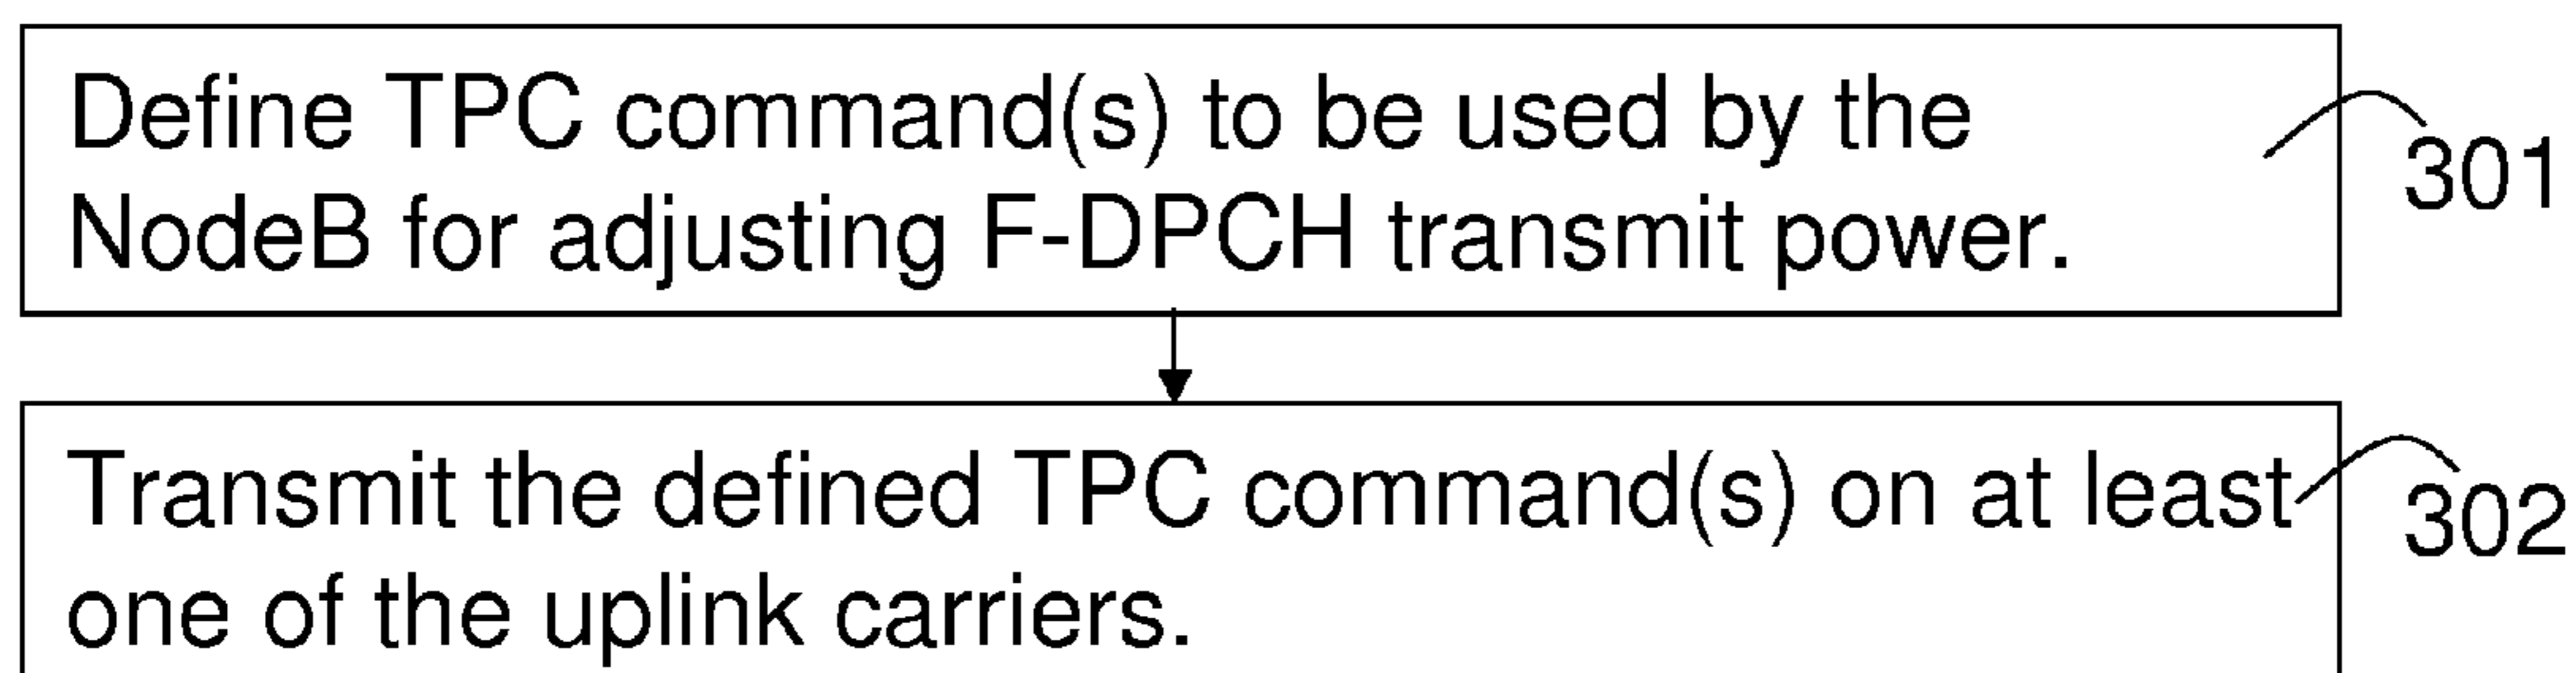 Define TPC command(s) to be used by the
NodeB for adjusting F-DPCH transmit power.
301
Transmit the defined TPC command(s) on at least
one of the uplink carriers.
302